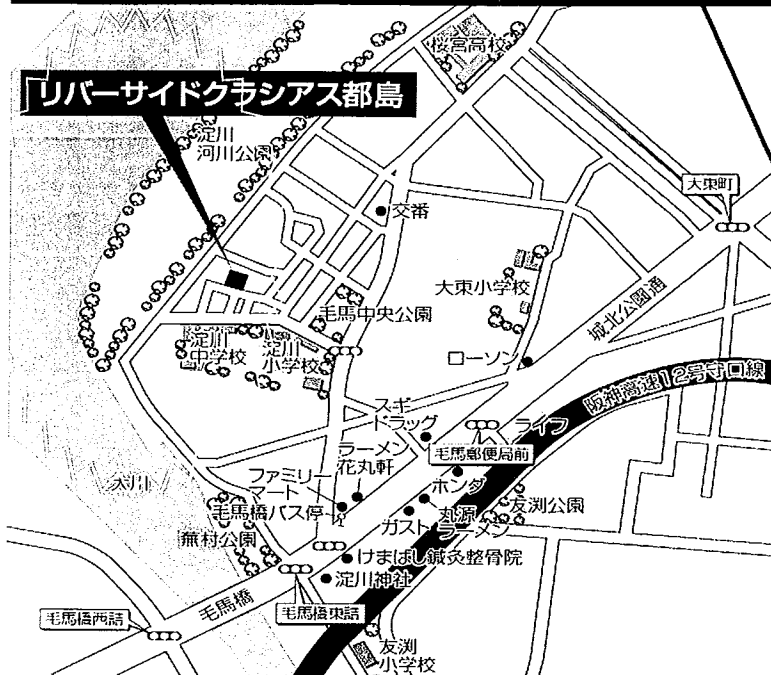 桜宮高校
リバーサイドクラシアス都島
淀川
河川公園
大東町
交番
大東小学校
毛馬中央公園
城北公園通
淀川
中学校
淀川
小学校
ローソン
阪神高速12号守口線
スギ
ドラッグ
ライフ
毛馬郵便局前
ラーメン
花丸軒
ファミリー
マート
毛馬橋バス停
ホンダ
丸源
ラーメン
ガスト
友渕公園
大川
蕪村公園
けまばし鍼灸整骨院
淀川神社
毛馬橋
毛馬橋東詰
毛馬橋西詰
友渕
小学校